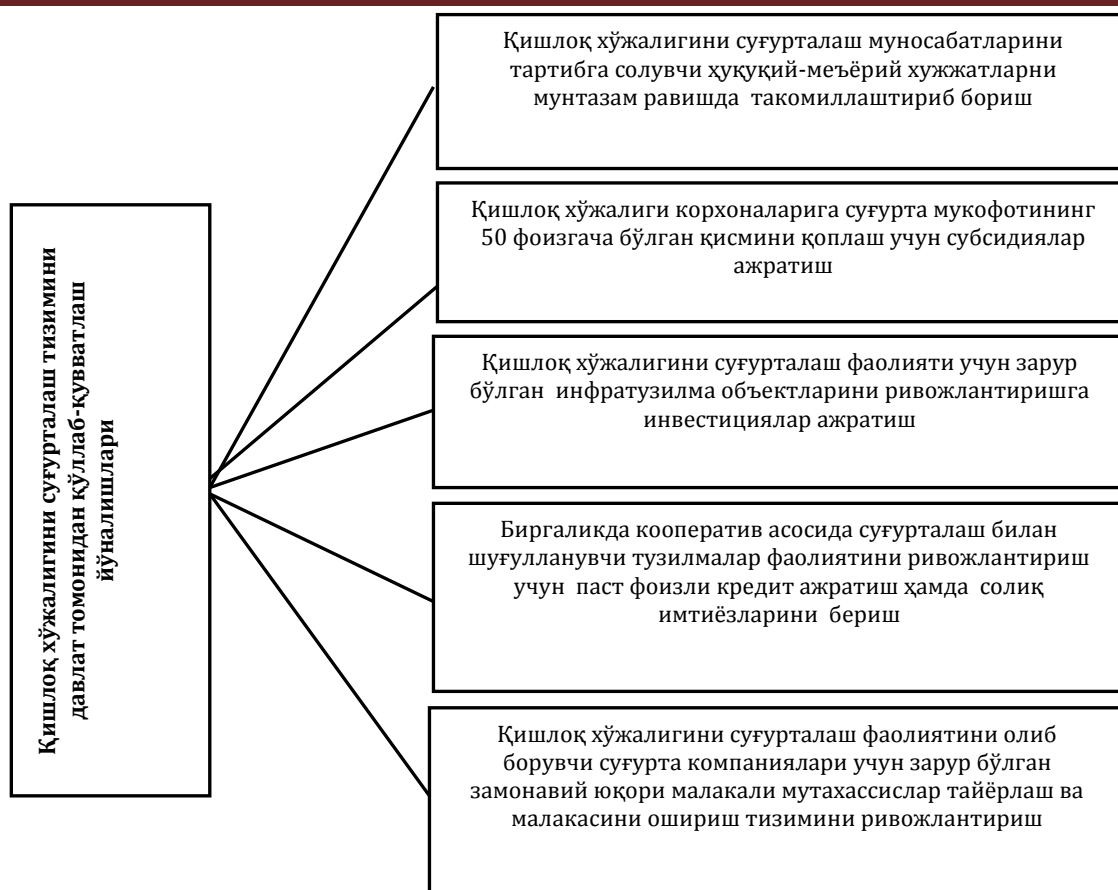 Қишлоқ хўжалигини суғурталаш тизимини
давлат томонидан қўллаб-қувватлаш
йўналишлари
Қишлоқ хўжалигини суғурталаш муносабатларини
тартибга солувчи ҳуқуқий-меъёрий хужжатларни
мунтазам равишда такомиллаштириб бориш
Қишлоқ хўжалиги корхоналарига суғурта мукофотининг
50 фоизгача бўлган қисмини қоплаш учун субсидиялар
ажратиш
Қишлоқ хўжалигини суғурталаш фаолияти учун зарур
бўлган инфратузилма объектларини ривожлантиришга
инвестициялар ажратиш
Биргаликда кооператив асосида суғурталаш билан
шуғулланувчи тузилмалар фаолиятини ривожлантириш
учун паст фоизли кредит ажратиш ҳамда солиқ
имтиёзларини бериш
Қишлоқ хўжалигини суғурталаш фаолиятини олиб
борувчи суғурта компаниялари учун зарур бўлган
замонавий юқори малакали мутахассислар тайёрлаш ва
малакасини ошириш тизимини ривожлантириш